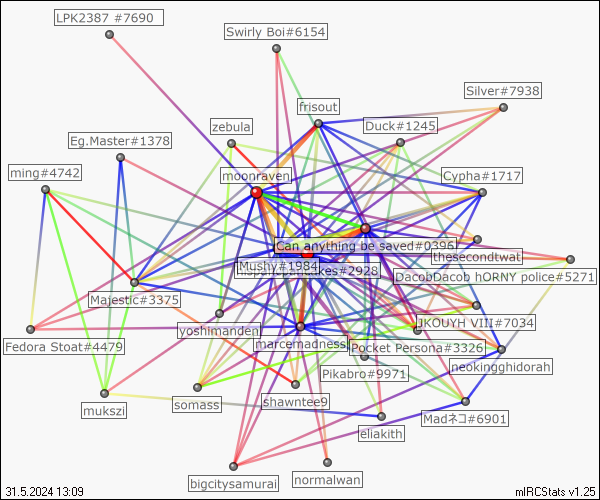 LPK2387 #7690
Swirly Boi#6154
Silver#7938
frisout
zebula
Duck#1245
Eg.Master#1378
ming#4742
moonraven
Cypha#1717
Can anything be saved#0396
thesecondtwat
Mushy#1984
cakes#2928
DacobDacob hORNY police#5271
Majestic#3375
JKOUYH VIII#7034
yoshimanden
Fedora Stoat#4479
marcemadness
Pocket Persona#3326
neokingghidorah
Pikabro#9971
mukszi
somass
shawntee9
Madネコ#6901
eliakith
bigcitysamurai
normalwan
31.5.2024 13:09
mIRCStats v1.25